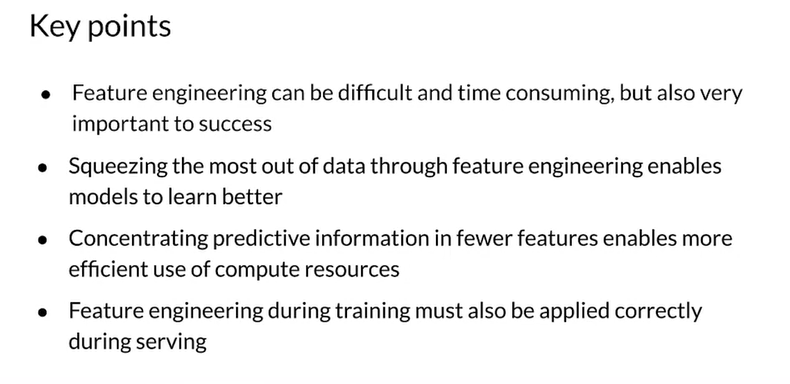 Key points
● Feature engineering can be difficult and time consuming, but also very
important to success
● Squeezing the most out of data through feature engineering enables
models to learn better
● Concentrating predictive information in fewer features enables more
efficient use of compute resources
● Feature engineering during training must also be applied correctly
during serving